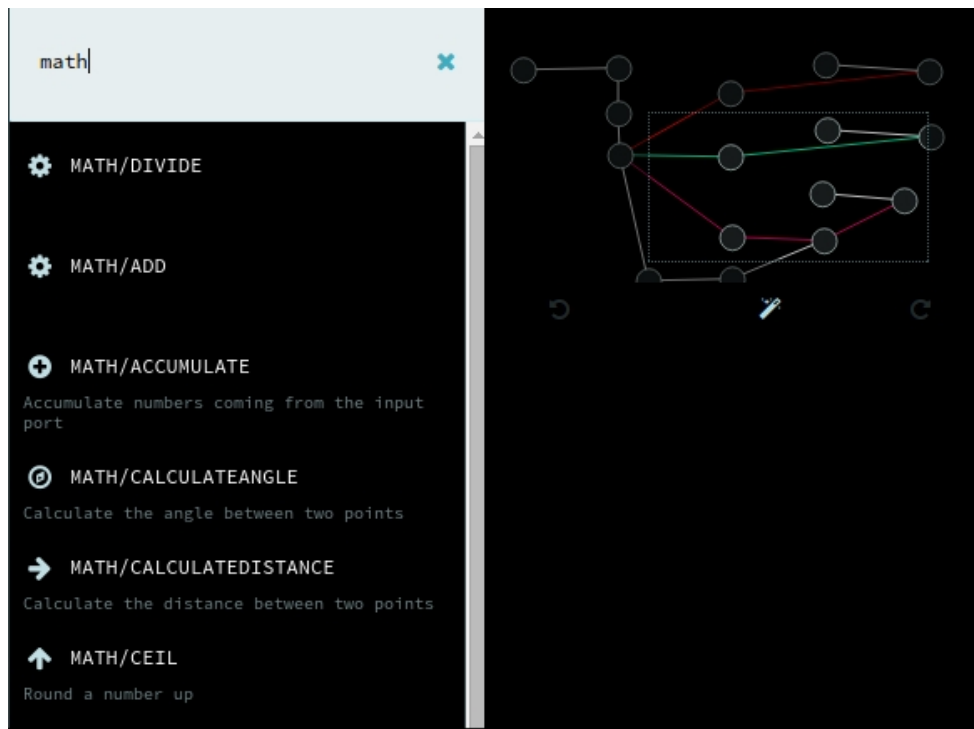 math
MATH/DIVIDE
MATH/ADD
MATH/ACCUMULATE
Accumulate numbers coming from the input
port
MATH/CALCULATEANGLE
Calculate the angle between two points
MATH/CALCULATEDISTANCE
Calculate the distance between two points
MATH/CEIL
Round a number up